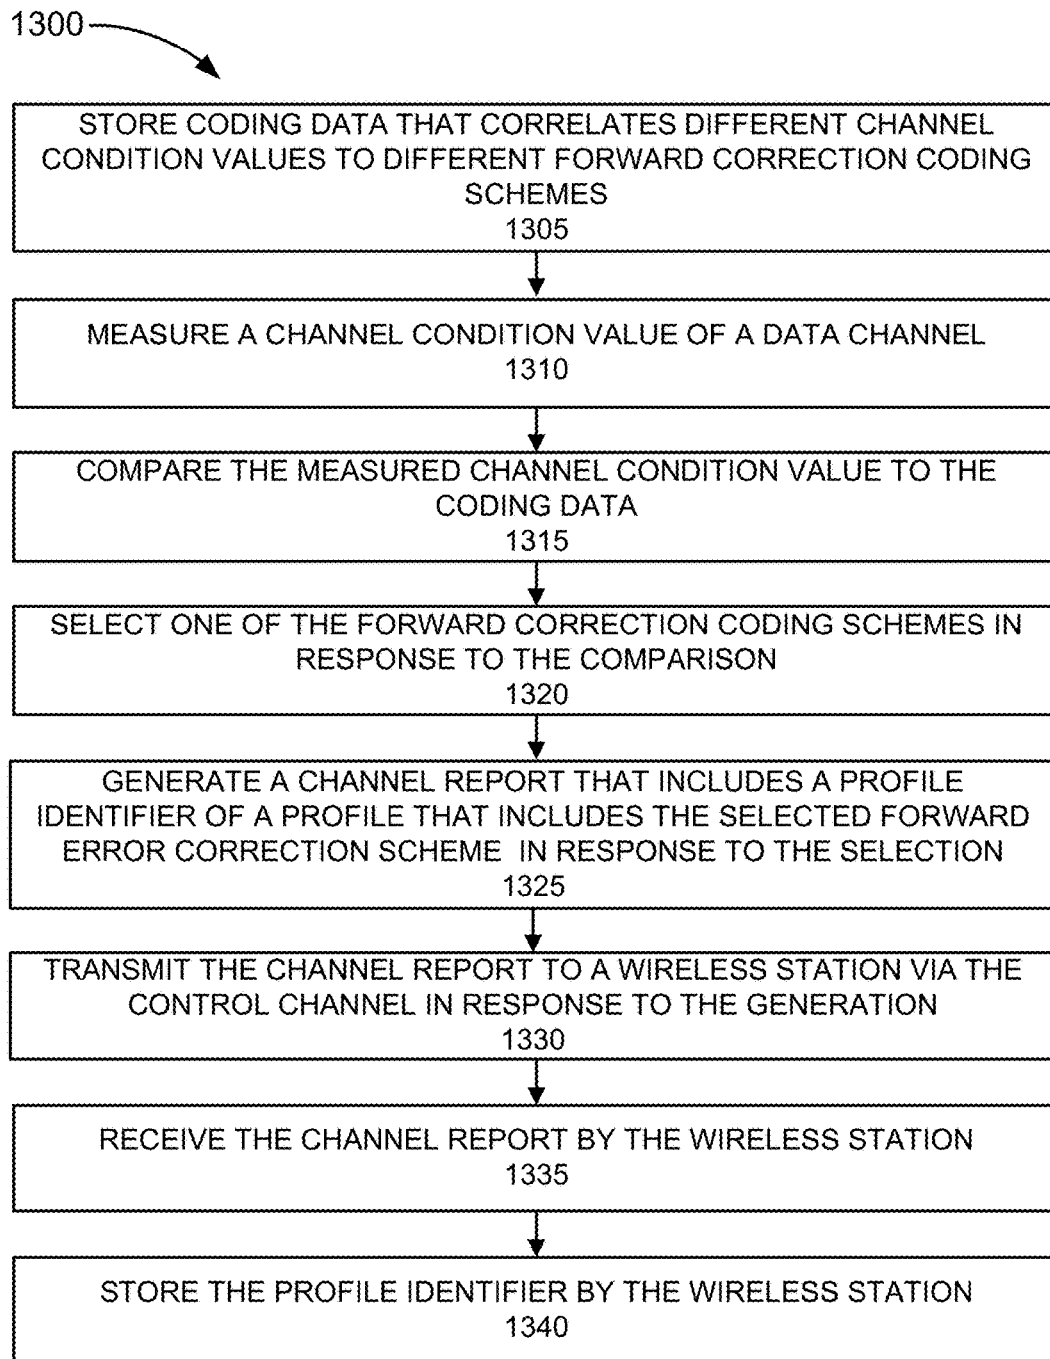 1300
STORE CODING DATA THAT CORRELATES DIFFERENT CHANNEL
CONDITION VALUES TO DIFFERENT FORWARD CORRECTION CODING
SCHEMES
1305
MEASURE A CHANNEL CONDITION VALUE OF A DATA CHANNEL
1310
COMPARE THE MEASURED CHANNEL CONDITION VALUE TO THE
CODING DATA
1315
SELECT ONE OF THE FORWARD CORRECTION CODING SCHEMES IN
RESPONSE TO THE COMPARISON
1320
GENERATE A CHANNEL REPORT THAT INCLUDES A PROFILE
IDENTIFIER OF A PROFILE THAT INCLUDES THE SELECTED FORWARD
ERROR CORRECTION SCHEME IN RESPONSE TO THE SELECTION
1325
TRANSMIT THE CHANNEL REPORT TO A WIRELESS STATION VIA THE
CONTROL CHANNEL IN RESPONSE TO THE GENERATION
1330
RECEIVE THE CHANNEL REPORT BY THE WIRELESS STATION
1335
STORE THE PROFILE IDENTIFIER BY THE WIRELESS STATION
1340